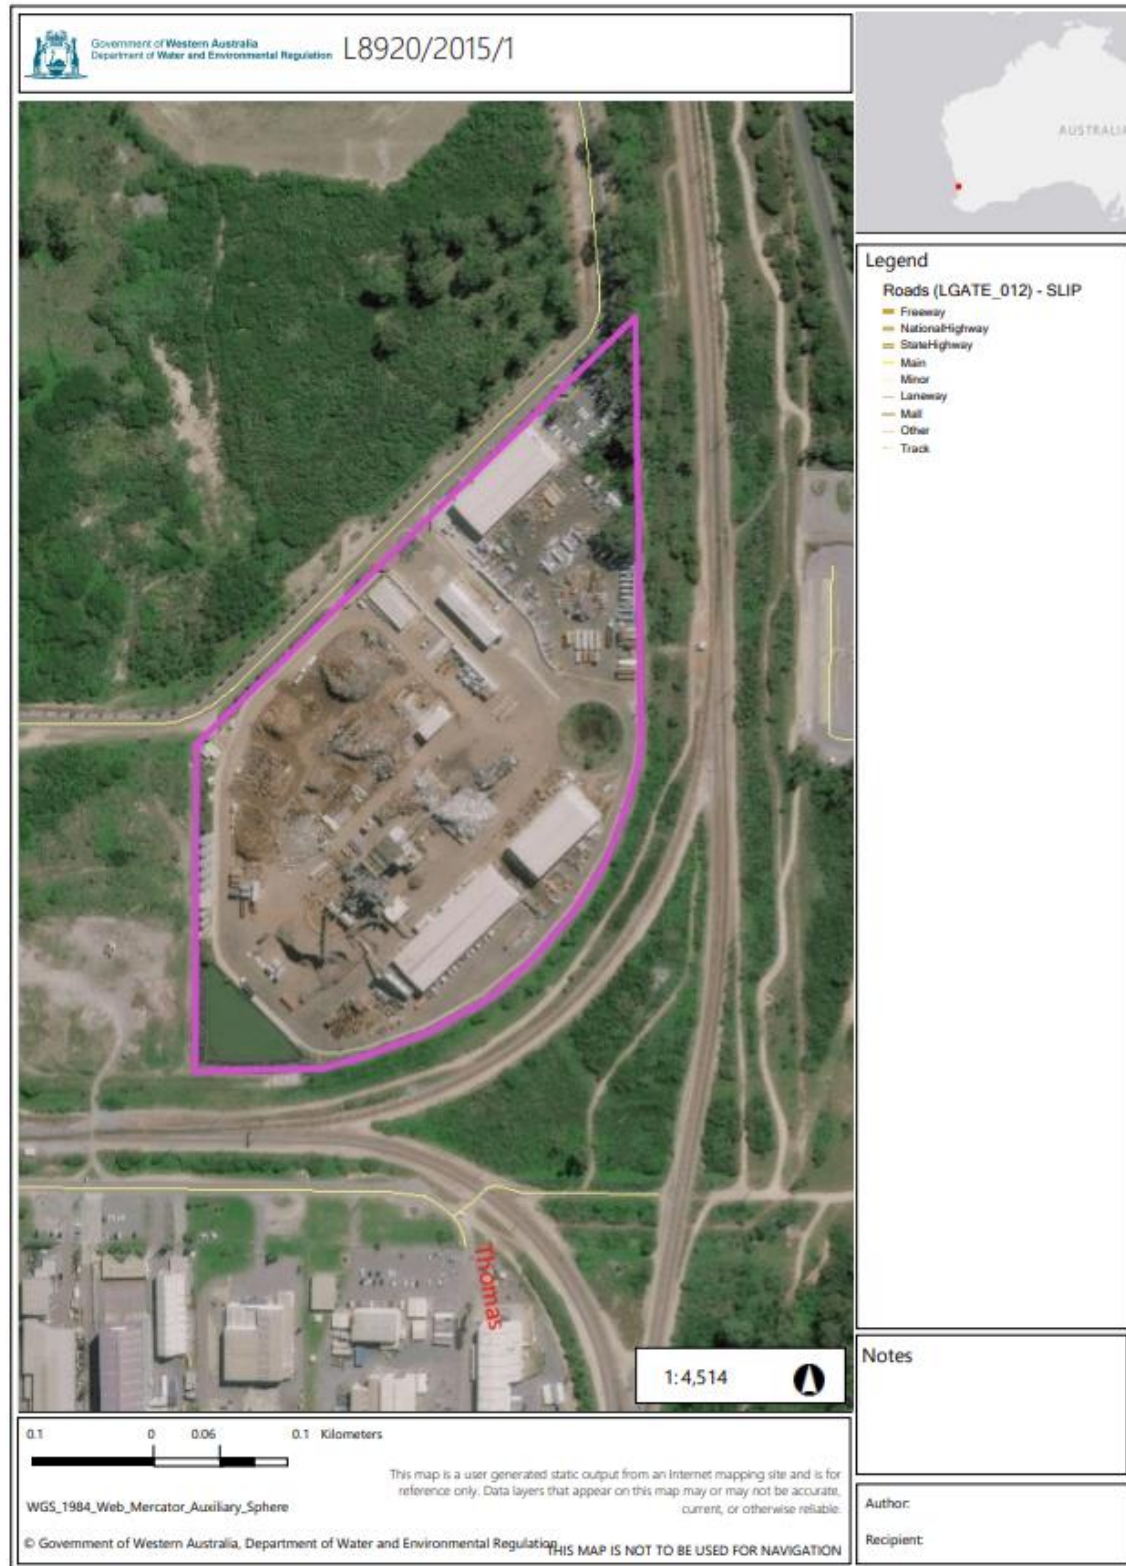 Government of Western Australia
Department of Water and Environmental Regulation
L8920/2015/1
AUSTRALIA
Legend
Roads (LGATE_012) - SLIP
Freeway
NationalHighway
StateHighway
Main
Minor
Laneway
Mall
Other
Track
Thomas
1:4,514
Notes
0.1 0 0.06 0.1 Kilometers
This map is a user generated static output from an Internet mapping site and is for
reference only. Data layers that appear on this map may or may not be accurate,
current, or otherwise reliable.
WGS_1984_Web_Mercator_Auxiliary_Sphere
© Government of Western Australia, Department of Water and Environmental Regulation
THIS MAP IS NOT TO BE USED FOR NAVIGATION
Author:
Recipient: